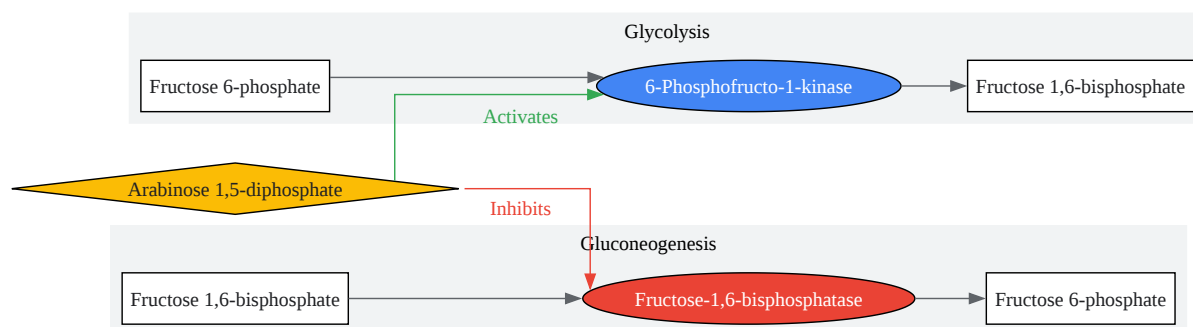 Glycolysis
Fructose 6-phosphate
6-Phosphofructo-1-kinase
Fructose 1,6-bisphosphate
Activates
Arabinose 1,5-diphosphate
Inhibits
Gluconeogenesis
Fructose 1,6-bisphosphate
Fructose-1,6-bisphosphatase
Fructose 6-phosphate